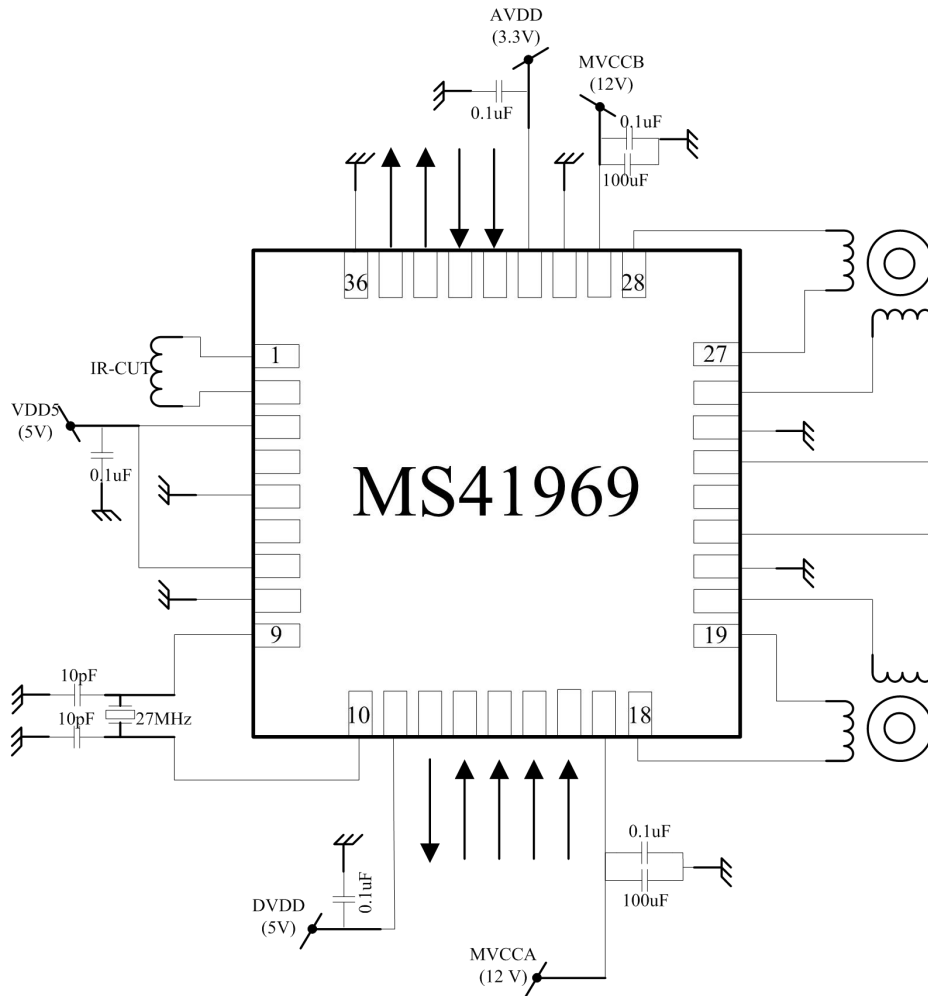 AVDD
(3.3V)
0.1uF
MVCCB
(12V)
0.1uF
100uF
36
28
1
27
IR-CUT
VDD5
(5V)
0.1uF
MS41969
9
19
10pF
10pF
27MHz
10
18
0.1uF
DVDD
(5V)
0.1uF
100uF
MVCCA
(12 V)